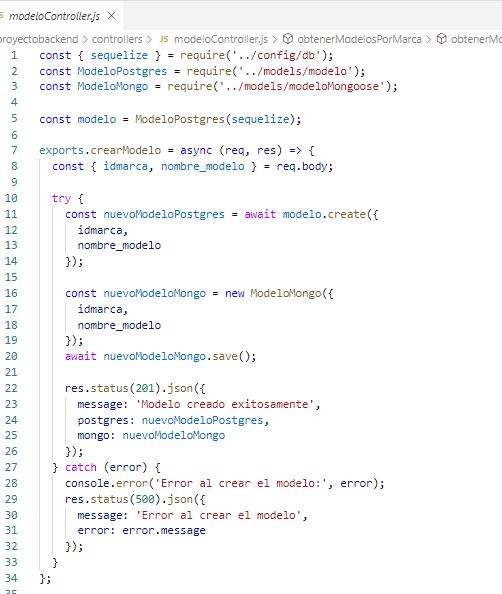 JS modeloController.js ×
proyectobackend > controllers > JS modeloController.js > obtenerModelosPorMarca > obtenerMo
1 const { sequelize } = require('../config/db');
2 const ModeloPostgres = require('../models/modelo');
3 const ModeloMongo = require('../models/modeloMongoose');
4
5 const modelo = ModeloPostgres(sequelize);
6
7 exports.crearModelo = async (req, res) => {
8 const { idmarca, nombre_modelo } = req.body;
9
10 try {
11 const nuevoModeloPostgres = await modelo.create({
12 idmarca,
13 nombre_modelo
14 });
15
16 const nuevoModeloMongo = new ModeloMongo({
17 idmarca,
18 nombre_modelo
19 });
20 await nuevoModeloMongo.save();
21
22 res.status(201).json({
23 message: 'Modelo creado exitosamente',
24 postgres: nuevoModeloPostgres,
25 mongo: nuevoModeloMongo
26 });
27 } catch (error) {
28 console.error('Error al crear el modelo:', error);
29 res.status(500).json({
30 message: 'Error al crear el modelo',
31 error: error.message
32 });
33 }
34 };
35